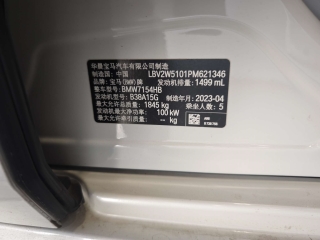 华晨宝马汽车有限公司制造
制造国：中国 LBV2W5101PM621346
品牌：宝马(BMW)牌 发动机排量：1499 mL
整车型号：BMW7154HB
发动机型号：B38A15G 制造年月：2023-04
最大允许总质量：1845 kg 乘坐人数：5
发动机最大净功率：100 kW
最大允许牵引质量：-- kg